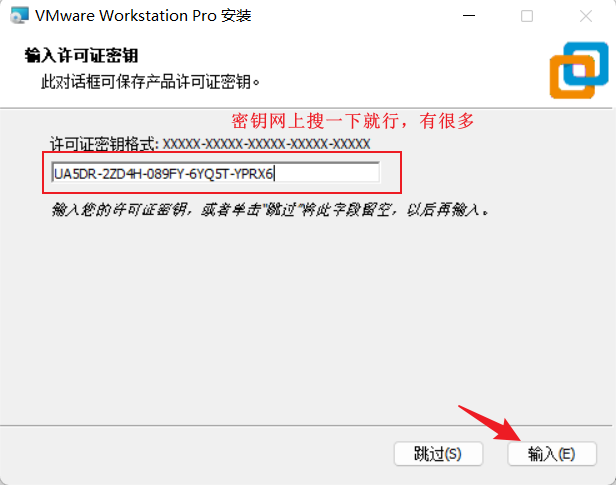 VMware Workstation Pro 安装
输入许可证密钥
此对话框可保存产品许可证密钥。
密钥网上搜一下就行，有很多
许可证密钥格式: XXXXX-XXXXX-XXXXX-XXXXX-XXXXX
UA5DR-2ZD4H-089FY-6YQ5T-YPRX6
输入您的许可证密钥，或者单击"跳过"将此字段留空，以后再输入。
跳过(S) 输入(E)